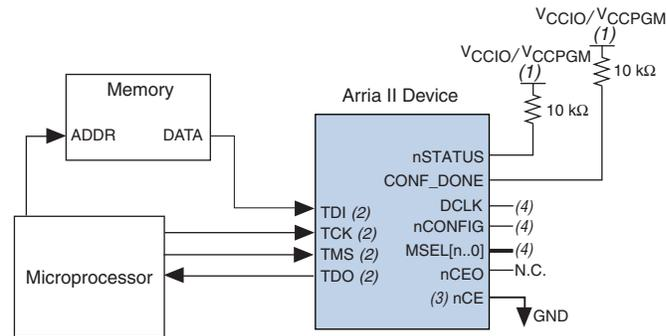 VCCIO/VCCPGM
(1)
10 kΩ
VCCIO/VCCPGM
(1)
10 kΩ
Memory
ADDR DATA
Arria II Device
nSTATUS
CONF_DONE
TDI (2)
TCK (2)
TMS (2)
TDO (2)
DCLK (4)
nCONFIG (4)
MSEL[n..0] (4)
nCEO N.C.
(3) nCE
GND
Microprocessor